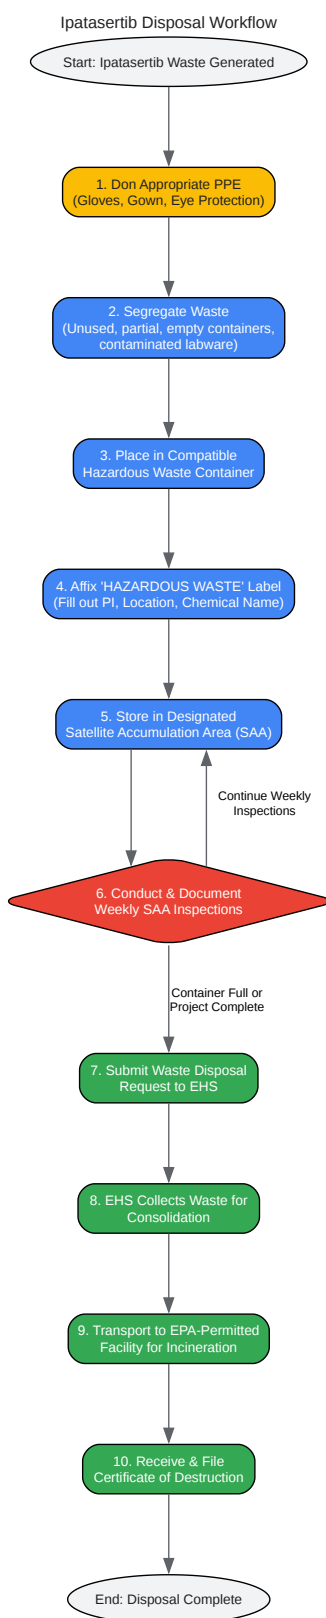 Ipatasertib Disposal Workflow
Start: Ipatasertib Waste Generated
1. Don Appropriate PPE
(Gloves, Gown, Eye Protection)
2. Segregate Waste
(Unused, partial, empty containers,
contaminated labware)
3. Place in Compatible
Hazardous Waste Container
4. Affix 'HAZARDOUS WASTE' Label
(Fill out PI, Location, Chemical Name)
5. Store in Designated
Satellite Accumulation Area (SAA)
Continue Weekly
Inspections
6. Conduct & Document
Weekly SAA Inspections
Container Full or
Project Complete
7. Submit Waste Disposal
Request to EHS
8. EHS Collects Waste for
Consolidation
9. Transport to EPA-Permitted
Facility for Incineration
10. Receive & File
Certificate of Destruction
End: Disposal Complete